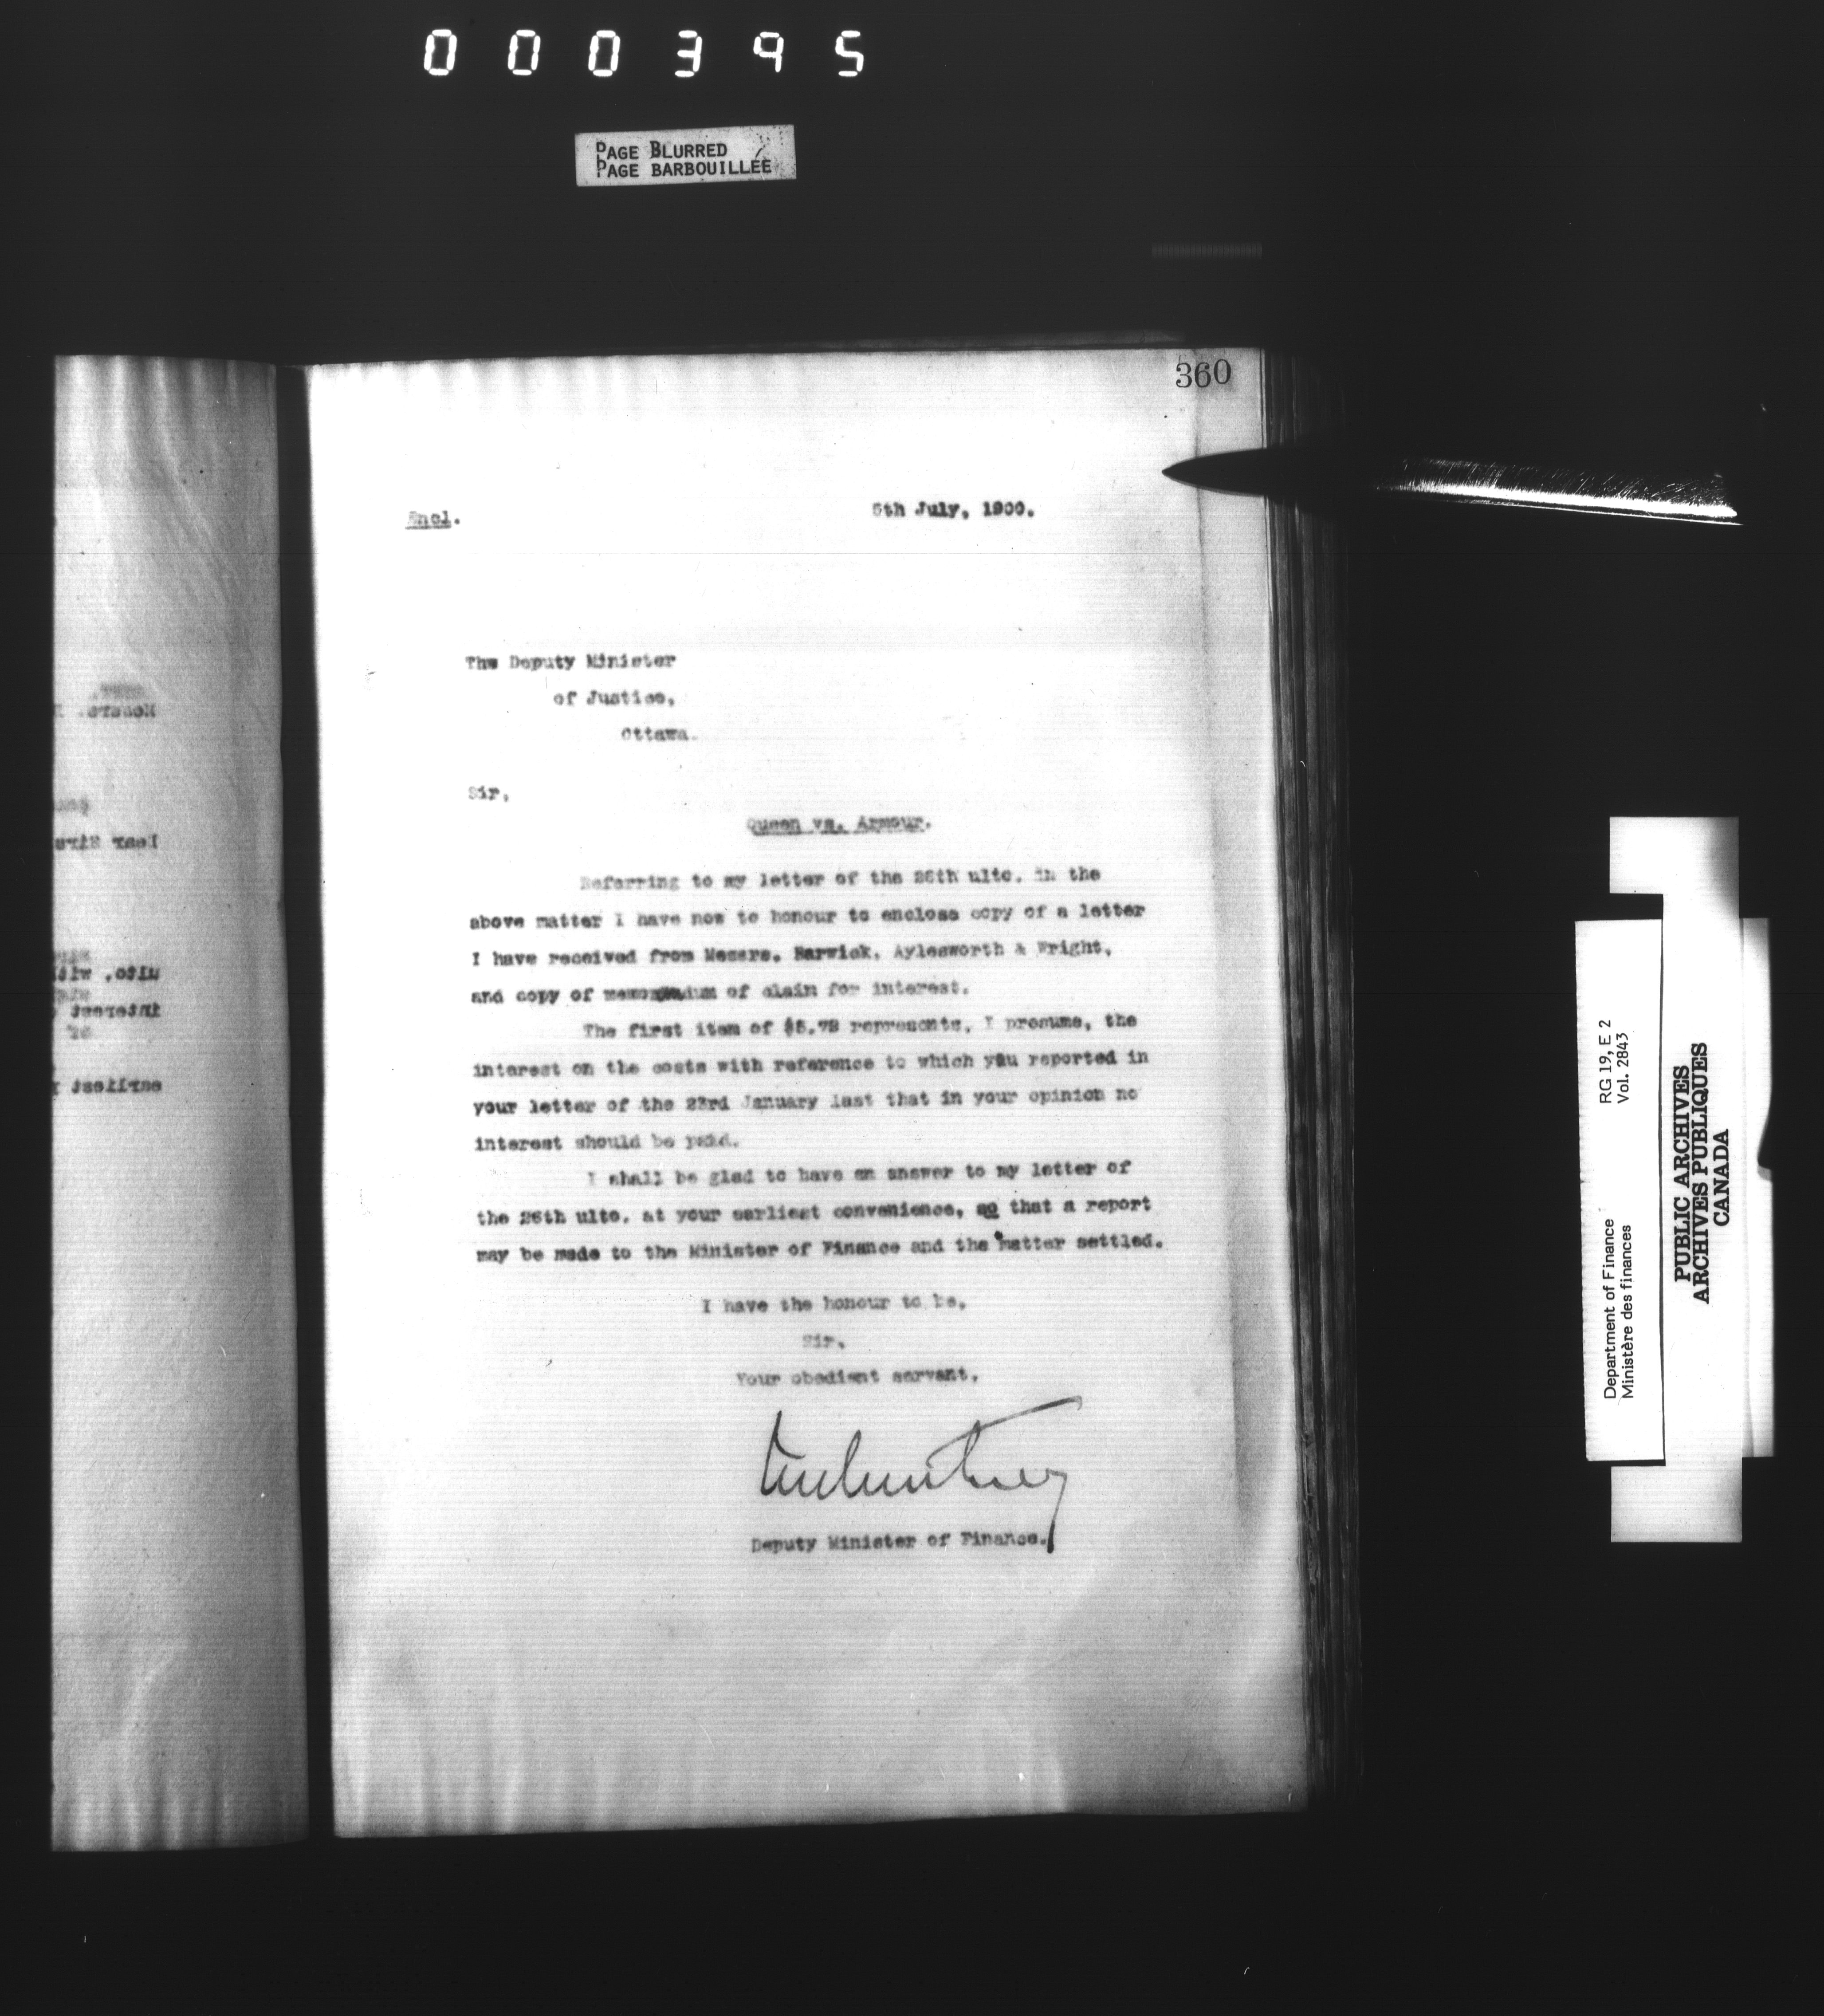 000395
PAGE BLURRED
PAGE BARBOUILLEE
360
Encl.
5th July, 1900.
The Deputy Minister
of Justice,
Ottawa.
Sir,
Queen vs. Armour.
Referring to my letter of the 26th ulto. in the
above matter I have now to honour to enclose copy of a letter
I have received from Messrs. Barwick, Aylesworth & Wright,
and copy of memorandum of claim for interest.
The first item of $5.79 represents, I presume, the
interest on the costs with reference to which you reported in
your letter of the 23rd January last that in your opinion no
interest should be paid.
I shall be glad to have an answer to my letter of
the 26th ulto. at your earliest convenience, so that a report
may be made to the Minister of Finance and the matter settled.
I have the honour to be,
Sir,
Your obedient servant,
Deputy Minister of Finance.
RG 19, E 2
Vol. 2843
Department of Finance
Ministère des finances
PUBLIC ARCHIVES
ARCHIVES PUBLIQUES
CANADA